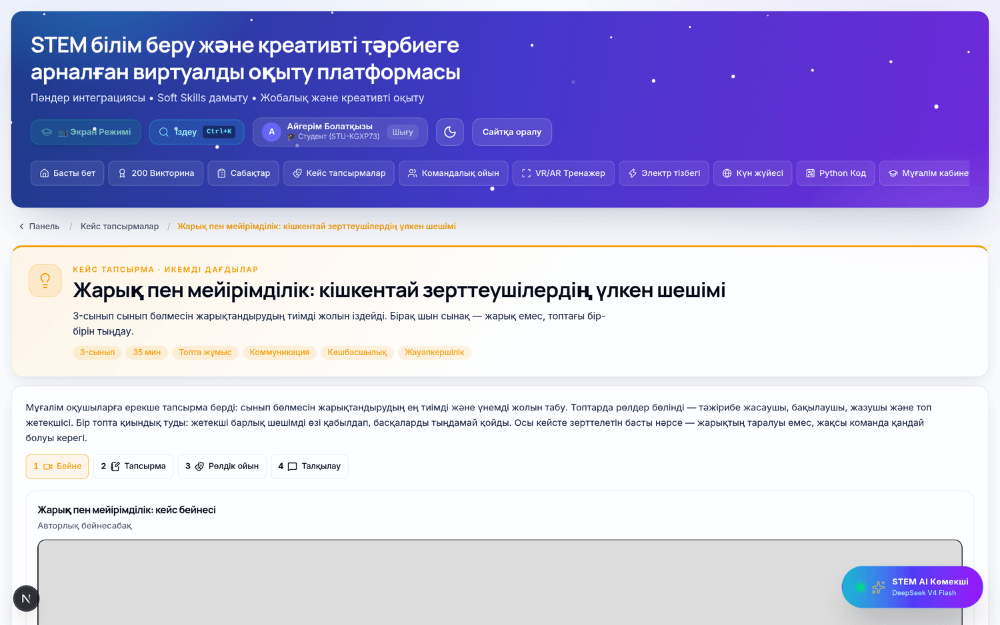 STEM білім беру және креативті тәрбиеге
арналған виртуалды оқыту платформасы
Пәндер интеграциясы • Soft Skills дамыту • Жобалық және креативті оқыту
📺 Экран Режимі
Іздеу Ctrl+K
A
Айгерім Болатқызы
🎓 Студент (STU-KGXP73)
Шығу
Сайтқа оралу
Басты бет
200 Викторина
Сабақтар
Кейс тапсырмалар
Командалық ойын
VR/AR Тренажер
Электр тізбегі
Күн жүйесі
Python Код
Мұғалім кабинет
Панель / Кейс тапсырмалар / Жарық пен мейірімділік: кішкентай зерттеушілердің үлкен шешімі
КЕЙС ТАПСЫРМА · ИКЕМДІ ДАҒДЫЛАР
Жарық пен мейірімділік: кішкентай зерттеушілердің үлкен шешімі
3-сынып сынып бөлмесін жарықтандырудың тиімді жолын іздейді. Бірақ шын сынақ — жарық емес, топтағы бір-
бірін тыңдау.
3-сынып
35 мин
Топта жұмыс
Коммуникация
Көшбасшылық
Жауапкершілік
Мұғалім оқушыларға ерекше тапсырма берді: сынып бөлмесін жарықтандырудың ең тиімді және үнемді жолын табу. Топтарда рөлдер бөлінді — тәжірибе жасаушы, бақылаушы, жазушы және топ
жетекшісі. Бір топта қиындық туды: жетекші барлық шешімді өзі қабылдап, басқаларды тыңдамай қойды. Осы кейсте зерттелетін басты нәрсе — жарықтың таралуы емес, жақсы команда қандай
болуы керегі.
1 Бейне
2 Тапсырма
3 Рөлдік ойын
4 Талқылау
Жарық пен мейірімділік: кейс бейнесі
Авторлық бейнесабақ
STEM AI Көмекші
DeepSeek V4 Flash
N